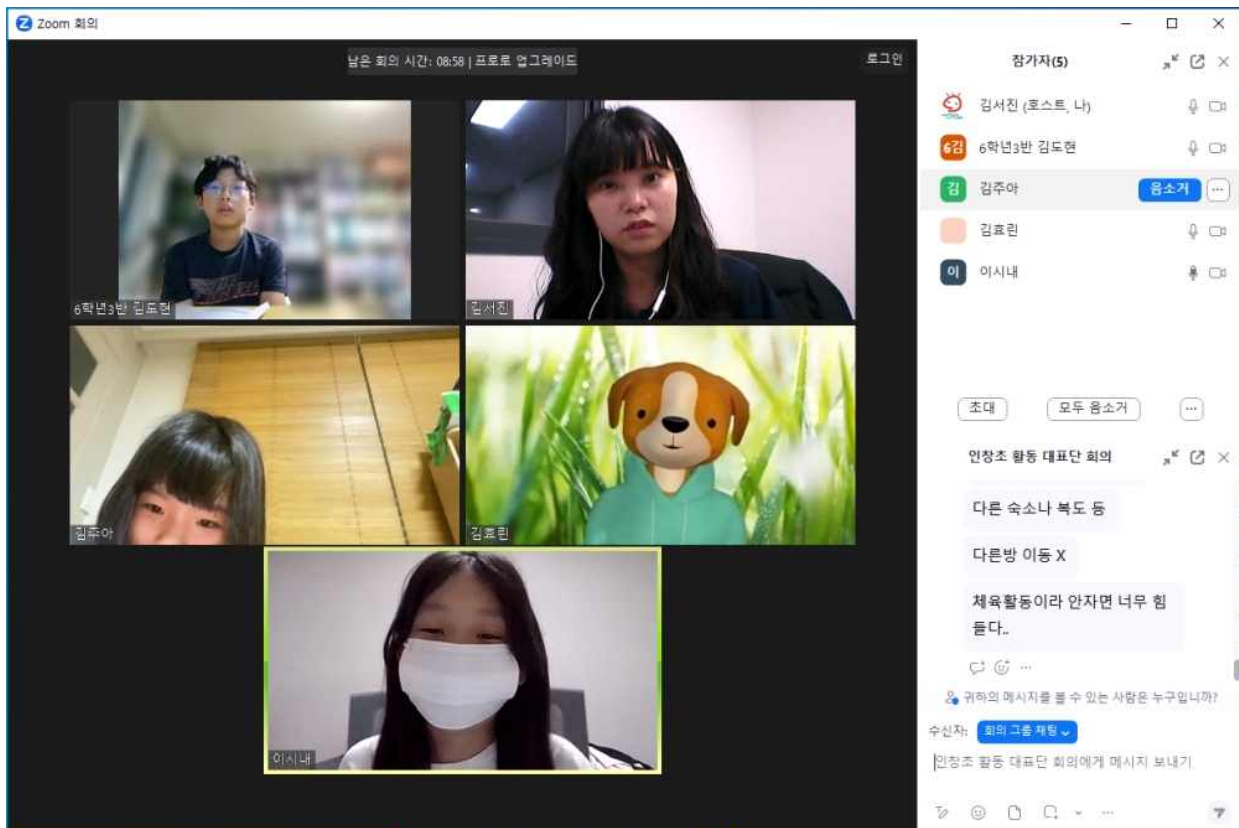 Zoom 회의
남은 회의 시간: 08:58 | 프로로 업그레이드
로그인
6학년3반 김도현
김서진
김주아
김효린
이시내
참가자(5)
김서진 (호스트, 나)
6김
6학년3반 김도현
김
김주아
음소거
김효린
이
이시내
초대
모두 음소거
인창초 활동 대표단 회의
다른 숙소나 복도 등
다른방 이동 X
체육활동이라 안자면 너무 힘
들다..
귀하의 메시지를 볼 수 있는 사람은 누구입니까?
수신자:
회의 그룹 채팅
인창초 활동 대표단 회의에게 메시지 보내기